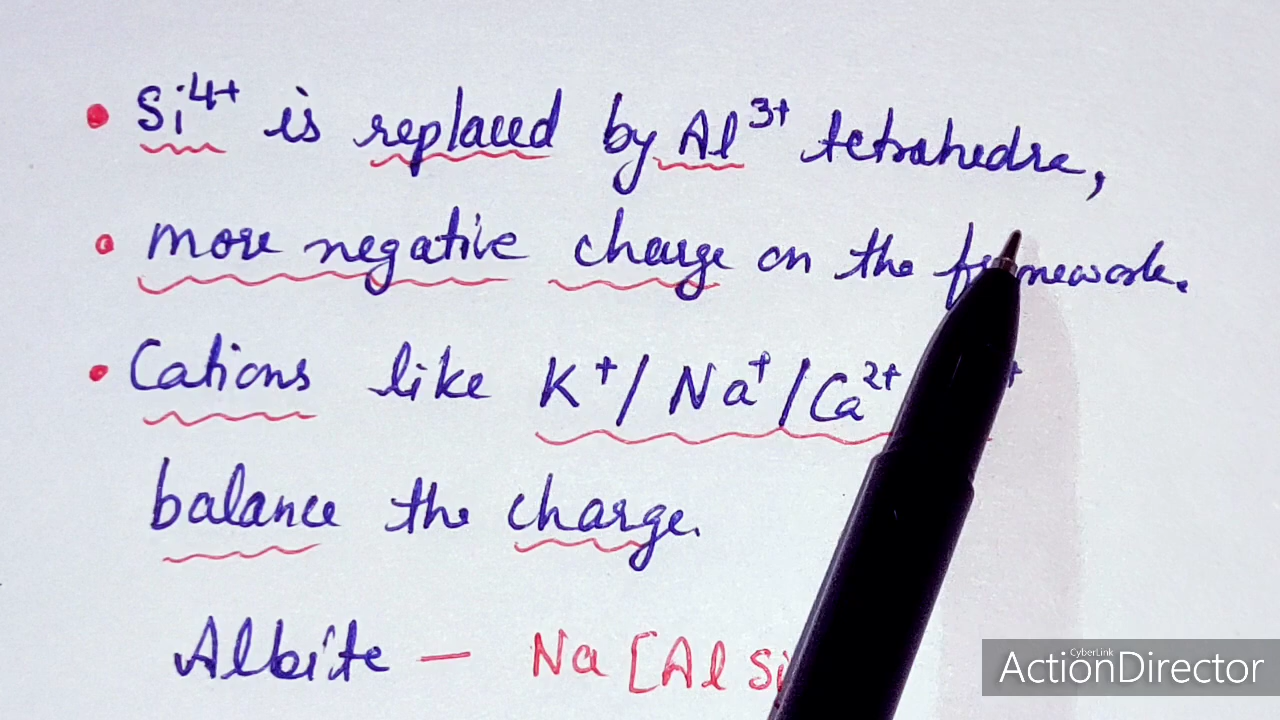 • Si⁴⁺ is replaced by Al³⁺ tetrahedra,
• more negative charge on the
• Cations like K⁺/ Na⁺/Ca²⁺
balance the charge.
Albite — Na [Al Si
CyberLink
ActionDirector